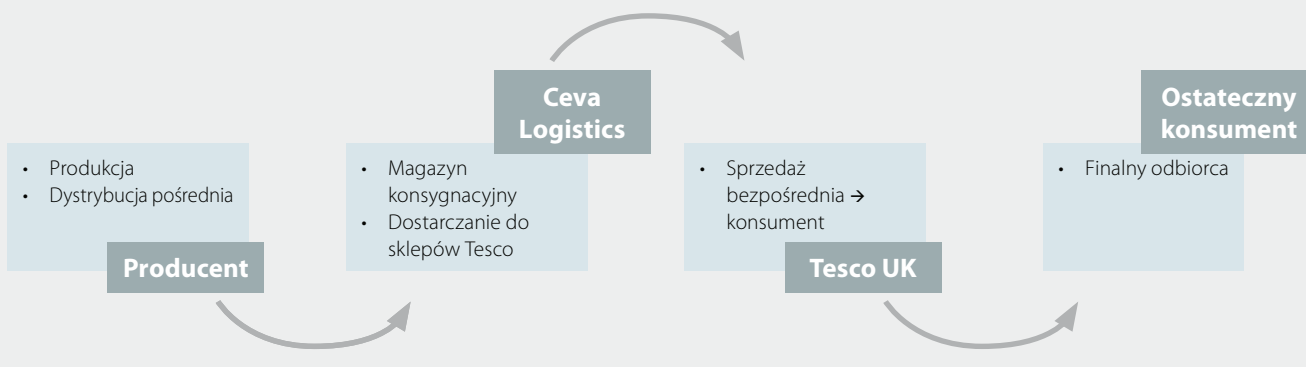 • Produkcja
• Dystrybucja pośrednia
Producent
Ceva
Logistics
• Magazyn
konsygnacyjny
• Dostarczanie do
sklepów Tesco
• Sprzedaż
bezpośrednia →
konsument
Tesco UK
Ostateczny
konsument
• Finalny odbiorca